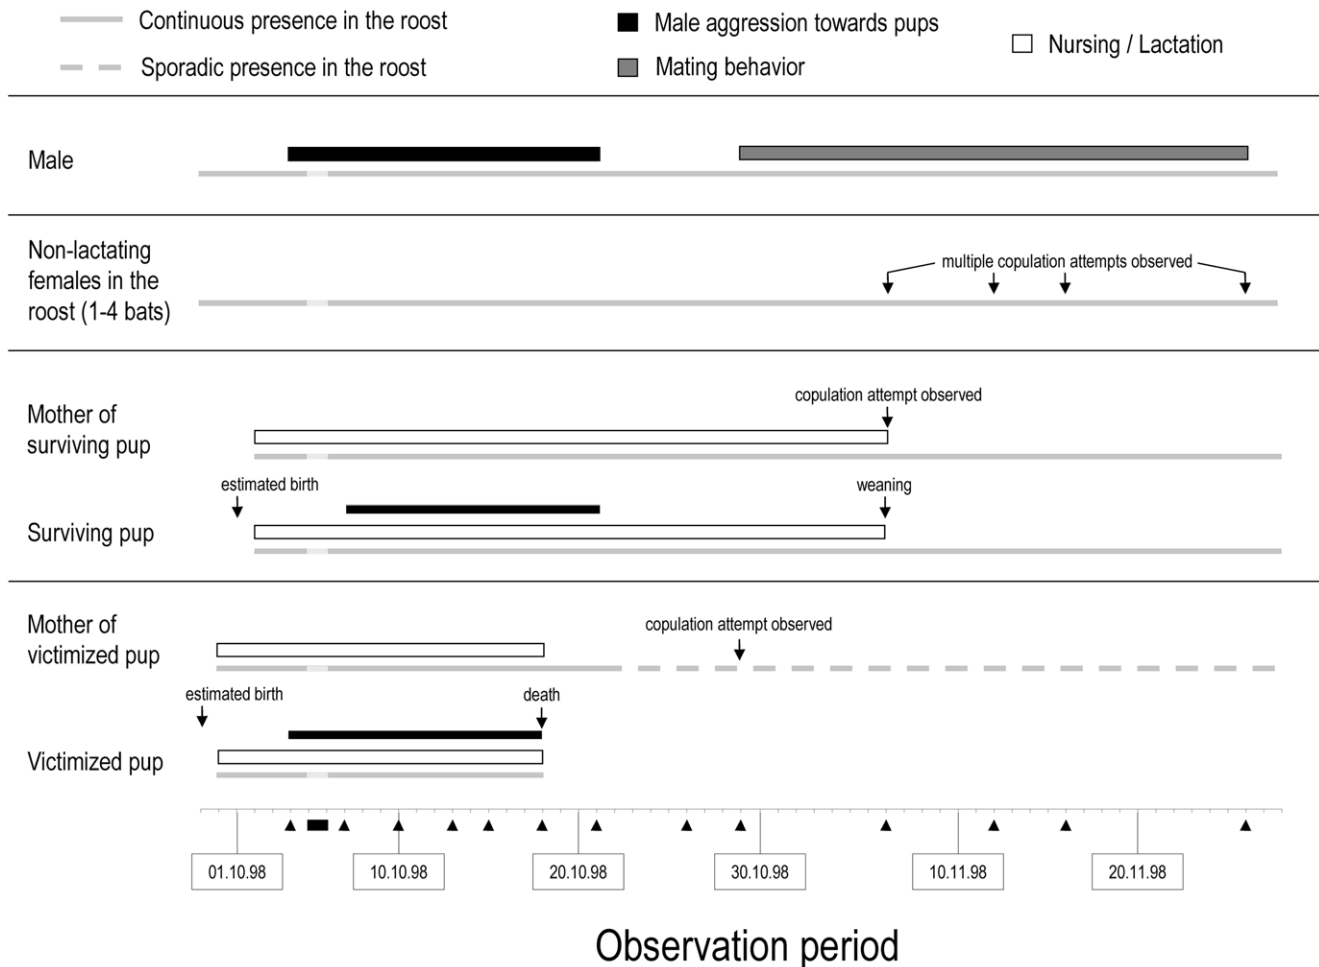 Continuous presence in the roost
Sporadic presence in the roost
Male aggression towards pups
Mating behavior
Nursing / Lactation
Male
Non-lactating
females in the
roost (1-4 bats)
multiple copulation attempts observed
Mother of
surviving pup
copulation attempt observed
estimated birth
weaning
Surviving pup
Mother of
victimized pup
copulation attempt observed
estimated birth
death
Victimized pup
01.10.98
10.10.98
20.10.98
30.10.98
10.11.98
20.11.98
Observation period